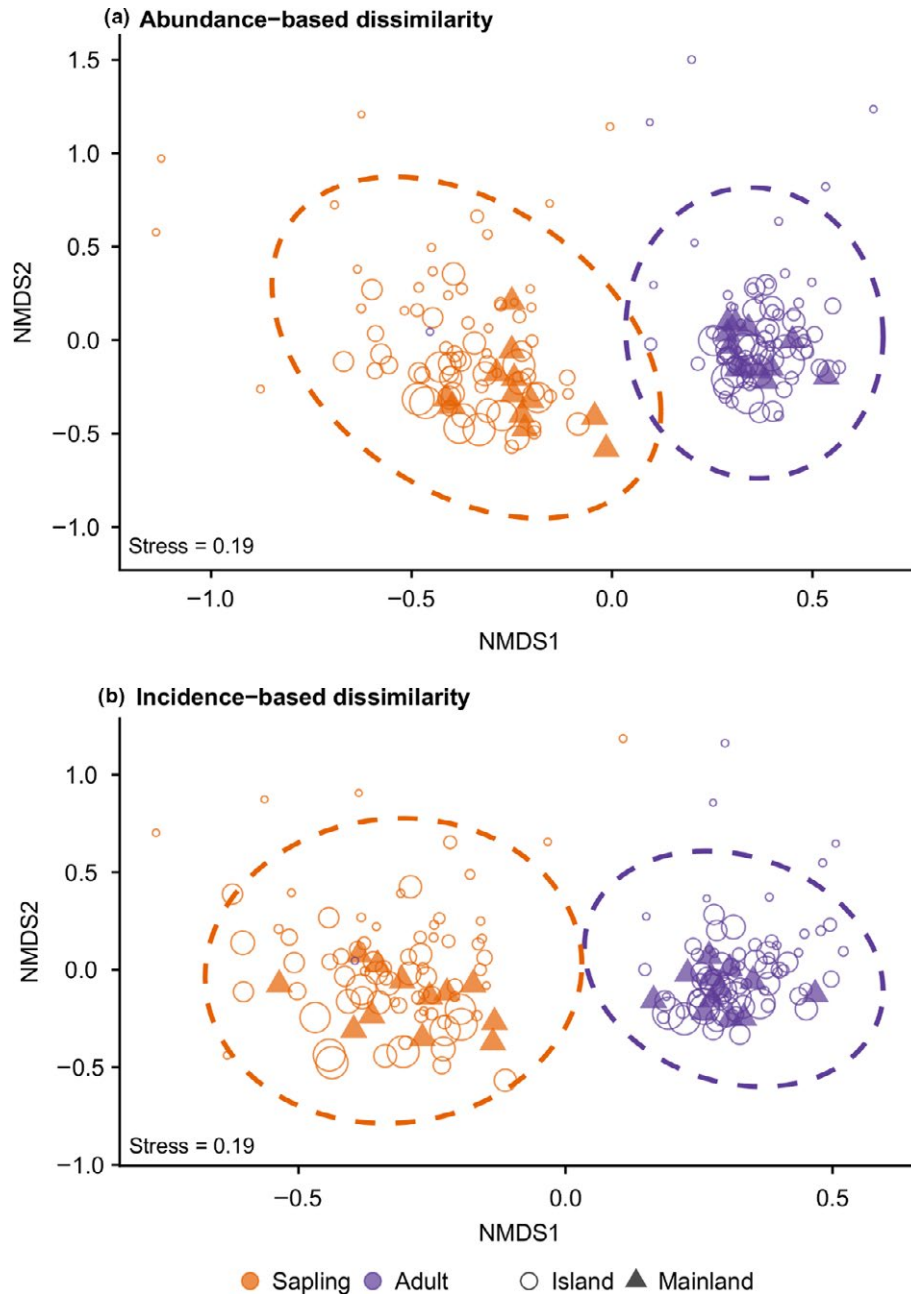 (a) Abundance−based dissimilarity
1.5
1.0
0.5
0.0
−0.5
−1.0
NMDS2
Stress = 0.19
−1.0 −0.5 0.0 0.5
NMDS1
(b) Incidence−based dissimilarity
1.0
0.5
0.0
−0.5
−1.0
NMDS2
Stress = 0.19
−0.5 0.0 0.5
NMDS1
Sapling Adult Island Mainland